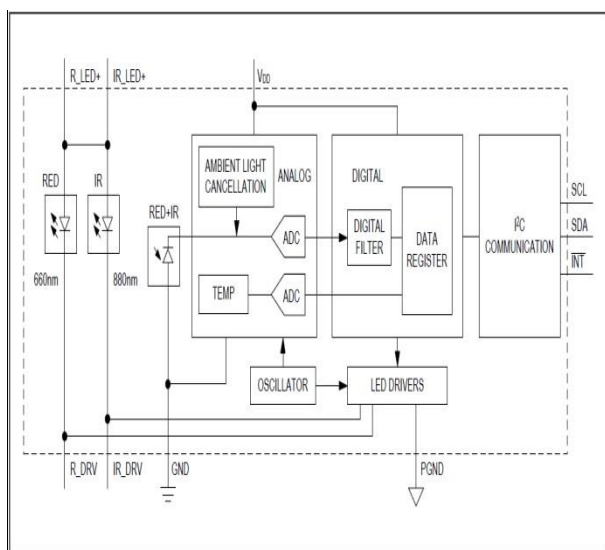 R_LED+ IR_LED+ VDD
AMBIENT LIGHT
CANCELLATION
ANALOG DIGITAL
RED IR RED+IR
ADC
DIGITAL
FILTER
DATA
REGISTER
I²C
COMMUNICATION
SCL
SDA
INT
660nm 880nm
TEMP ADC
OSCILLATOR LED DRIVERS
R_DRV IR_DRV GND PGND